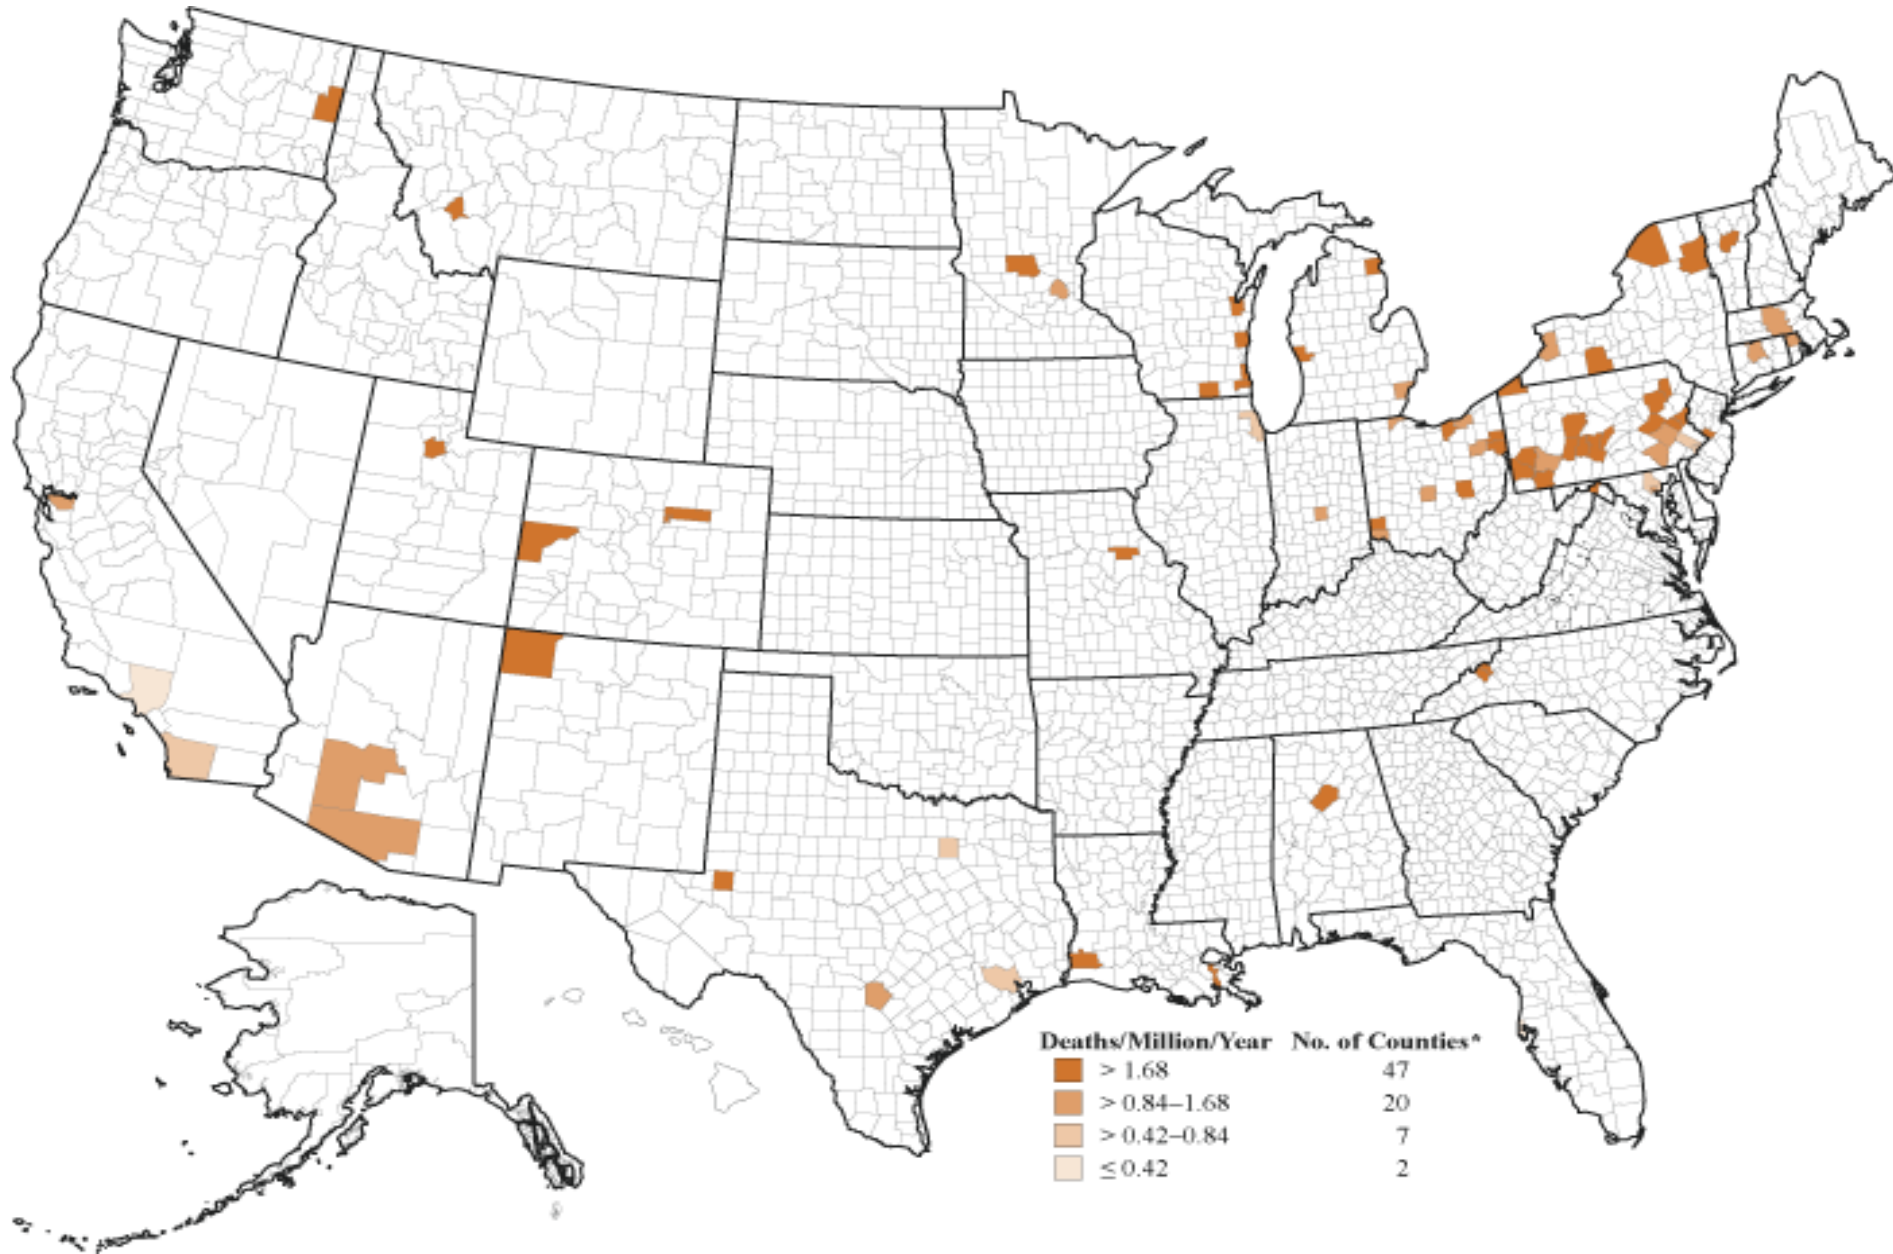 Deaths/Million/Year No. of Counties*
> 1.68 47
> 0.84–1.68 20
> 0.42–0.84 7
≤ 0.42 2